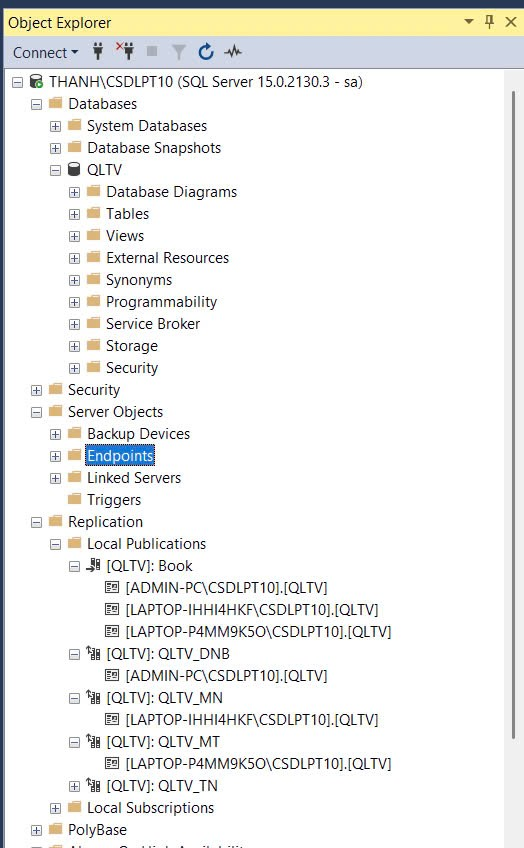 Object Explorer
Connect
THANH\CSDLPT10 (SQL Server 15.0.2130.3 - sa)
Databases
System Databases
Database Snapshots
QLTV
Database Diagrams
Tables
Views
External Resources
Synonyms
Programmability
Service Broker
Storage
Security
Security
Server Objects
Backup Devices
Endpoints
Linked Servers
Triggers
Replication
Local Publications
[QLTV]: Book
[ADMIN-PC\CSDLPT10].[QLTV]
[LAPTOP-IHHI4HKF\CSDLPT10].[QLTV]
[LAPTOP-P4MM9K5O\CSDLPT10].[QLTV]
[QLTV]: QLTV_DNB
[ADMIN-PC\CSDLPT10].[QLTV]
[QLTV]: QLTV_MN
[LAPTOP-IHHI4HKF\CSDLPT10].[QLTV]
[QLTV]: QLTV_MT
[LAPTOP-P4MM9K5O\CSDLPT10].[QLTV]
[QLTV]: QLTV_TN
Local Subscriptions
PolyBase